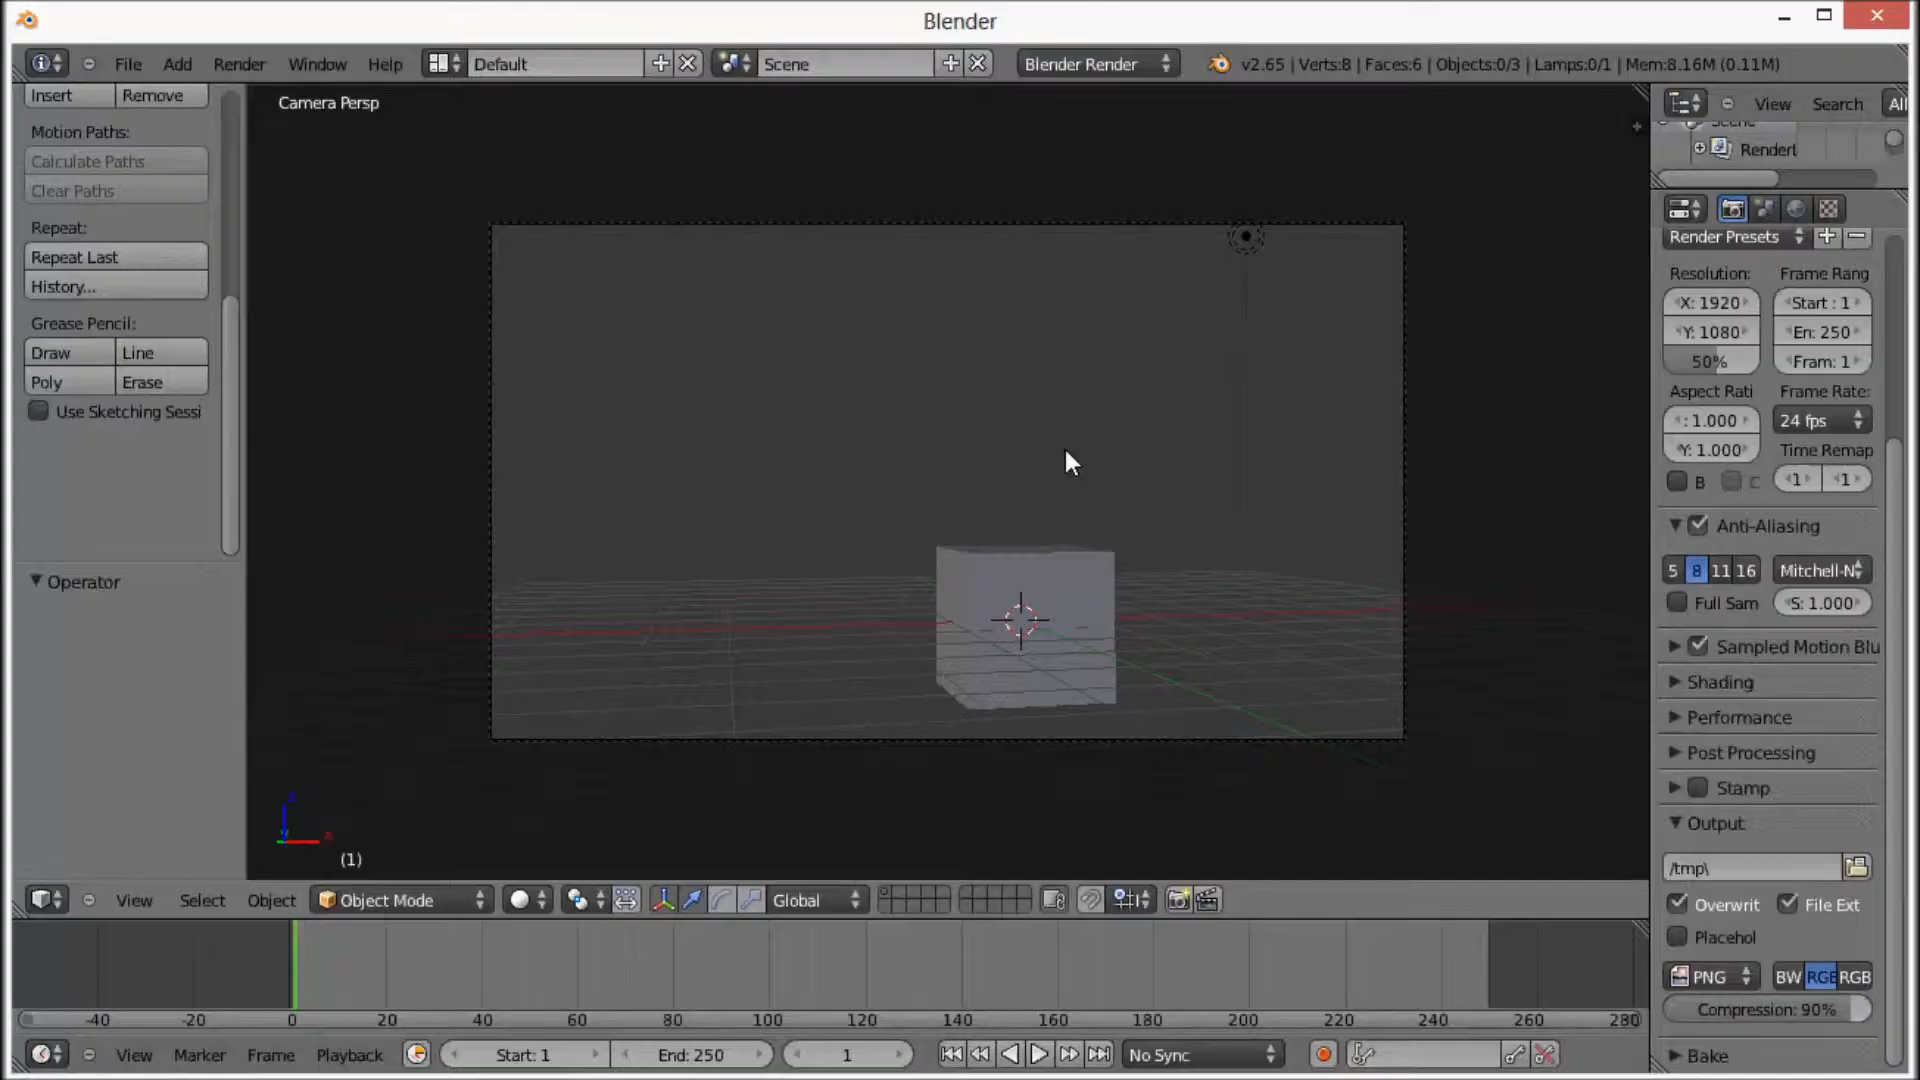 Blender
File Add Render Window Help Default Scene Blender Render v2.65 | Verts:8 | Faces:6 | Objects:0/3 | Lamps:0/1 | Mem:8.16M (0.11M)
Insert Remove
Motion Paths:
Calculate Paths
Clear Paths
Repeat:
Repeat Last
History...
Grease Pencil:
Draw Line
Poly Erase
Use Sketching Sessi
Operator
Camera Persp
(1)
View Search All
Scene
Renderl
Render Presets
Resolution: Frame Rang
X: 1920 Start : 1
Y: 1080 En: 250
50% Fram: 1
Aspect Rati Frame Rate:
: 1.000 24 fps
Y: 1.000 Time Remap
B C 1 1
Anti-Aliasing
5 8 11 16 Mitchell-N
Full Sam S: 1.000
Sampled Motion Blu
Shading
Performance
Post Processing
Stamp
Output
/tmp\
Overwrit File Ext
Placehol
PNG BW RGB RGB
Compression: 90%
Bake
View Select Object Object Mode Global
-40 -20 0 20 40 60 80 100 120 140 160 180 200 220 240 260 280
View Marker Frame Playback Start: 1 End: 250 1 No Sync